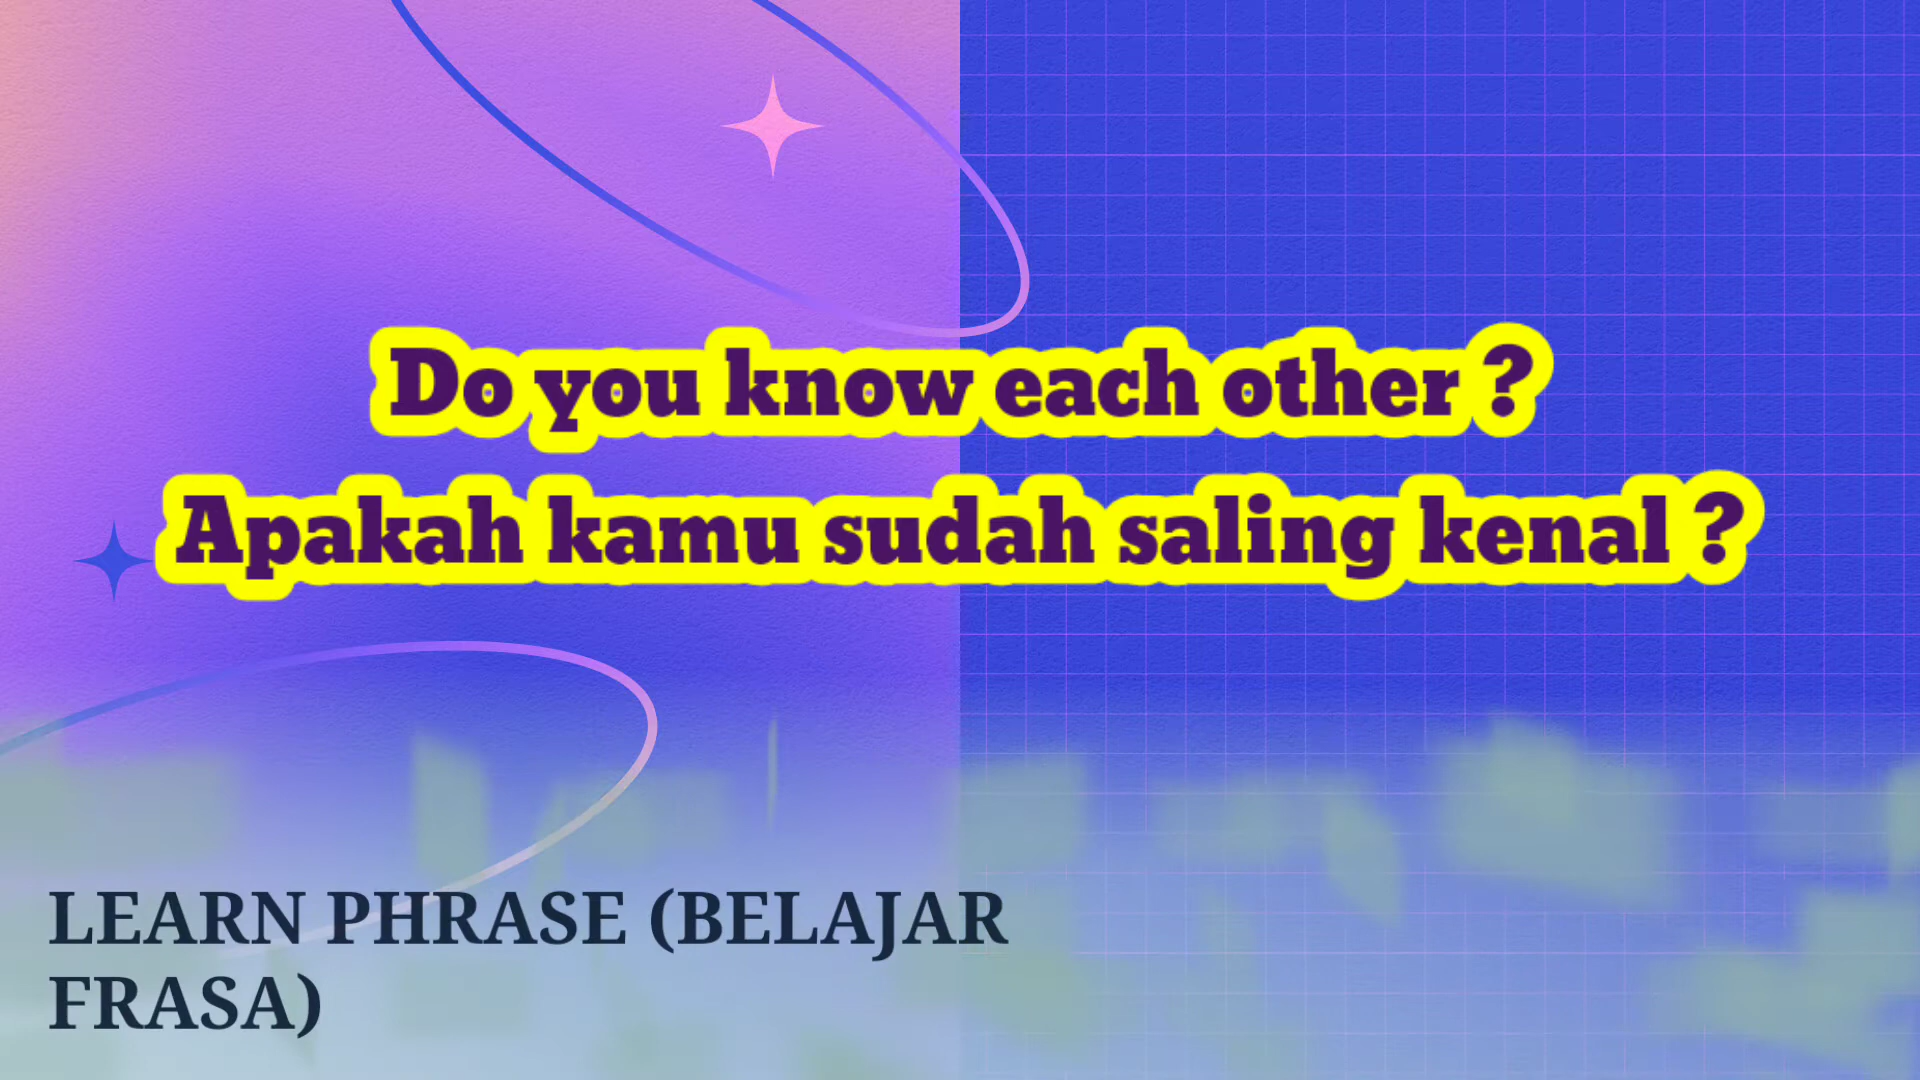 Do you know each other ?
Apakah kamu sudah saling kenal ?
LEARN PHRASE (BELAJAR
FRASA)